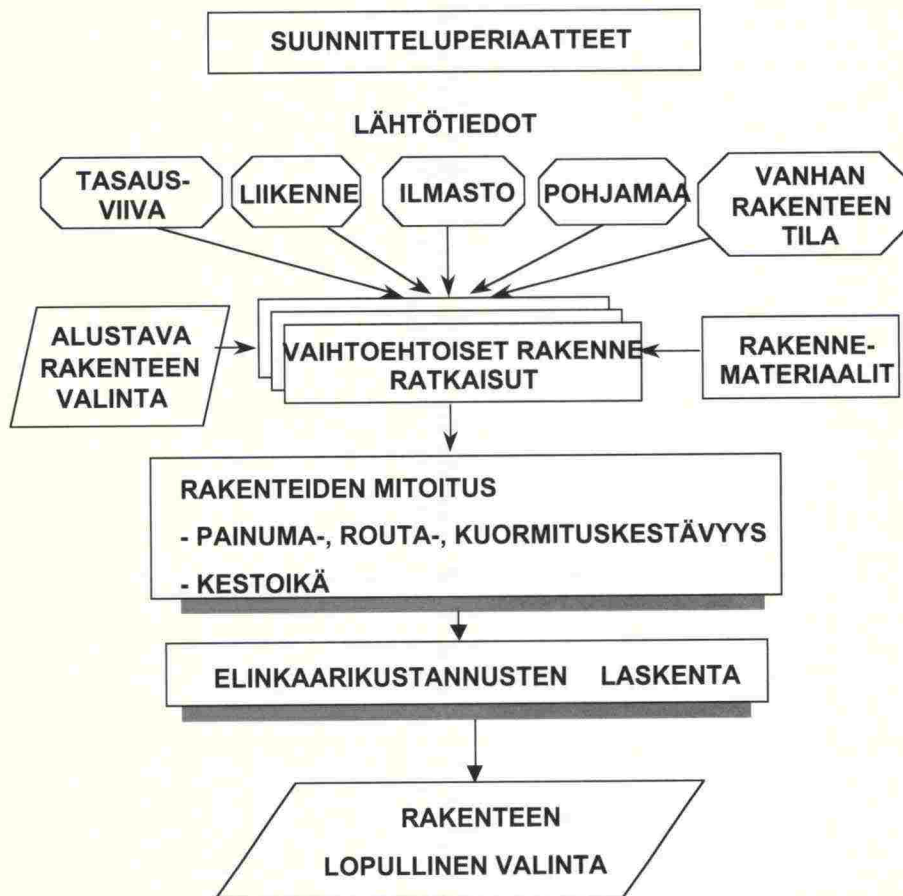 SUUNNITTELUPERIAATTEET
LÄHTÖTIEDOT
TASAUS-
VIIVA
LIIKENNE
ILMASTO
POHJAMAA
VANHAN
RAKENTEEN
TILA
ALUSTAVA
RAKENTEEN
VALINTA
VAIHTOEHTOISET RAKENNE
RATKAISUT
RAKENNE-
MATERIAALIT
RAKENTEIDEN MITOITUS
- PAINUMA-, ROUTA-, KUORMITUSKESTÄVYYS
- KESTOIKÄ
ELINKAARIKUSTANNUSTEN LASKENTA
RAKENTEEN
LOPULLINEN VALINTA